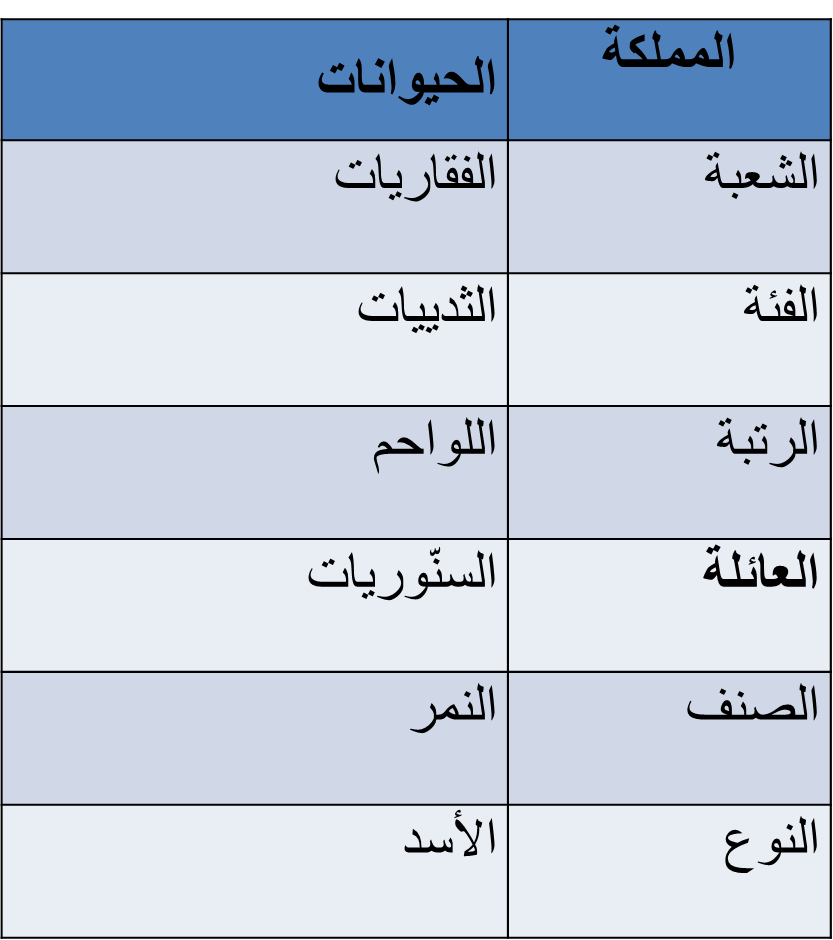 المملكة
الحيوانات
الشعبة
الفقاريات
الفئة
الثدييات
الرتبة
اللواحم
العائلة
السنّوريات
الصنف
النمر
النوع
الأسد